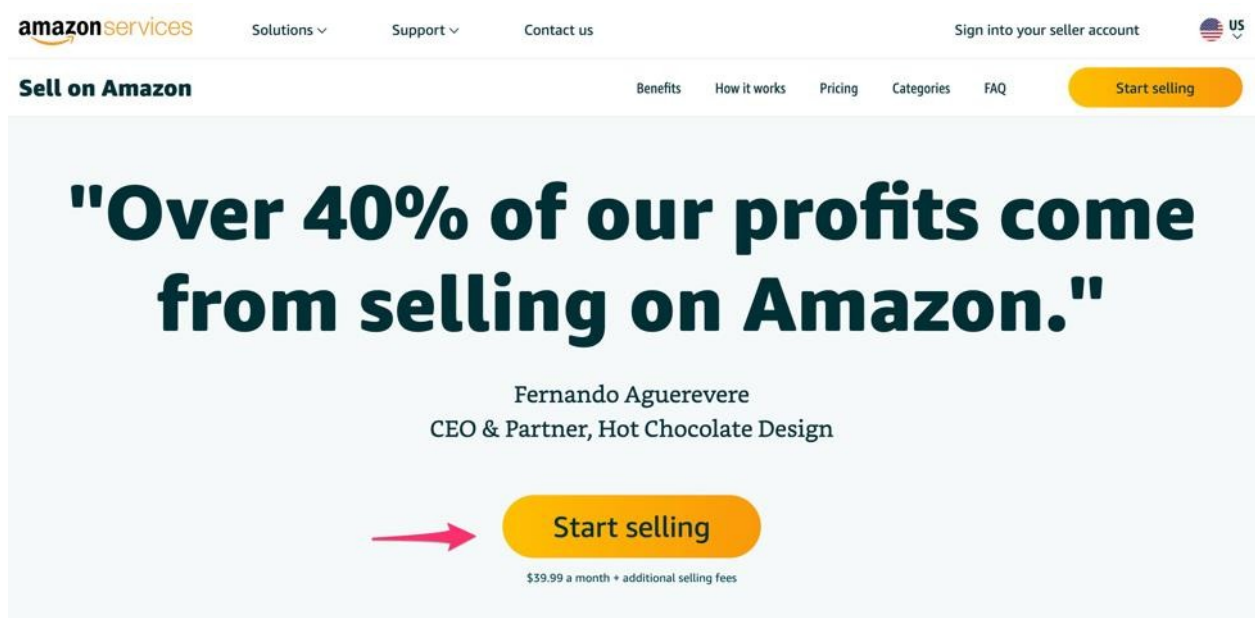 amazonservices Solutions Support Contact us Sign into your seller account US
Sell on Amazon Benefits How it works Pricing Categories FAQ Start selling
"Over 40% of our profits come
from selling on Amazon."
Fernando Aguerevere
CEO & Partner, Hot Chocolate Design
Start selling
$39.99 a month + additional selling fees